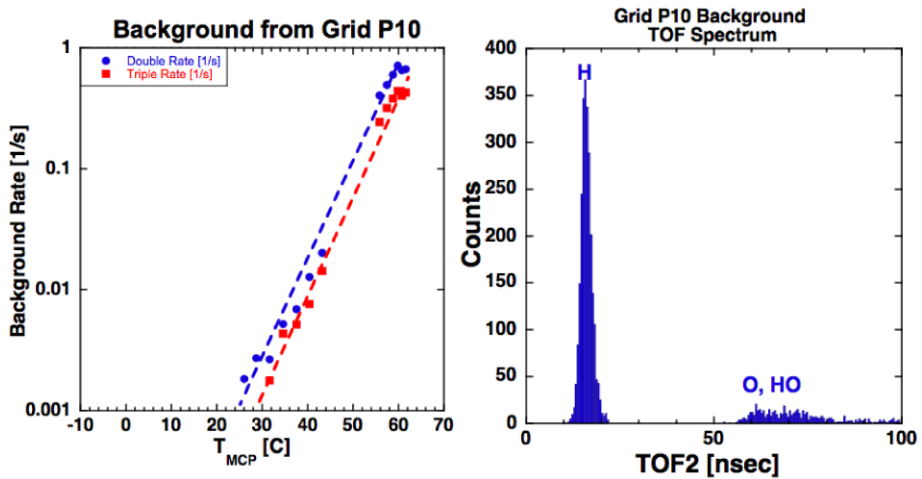 Background from Grid P10
Double Rate [1/s]
Triple Rate [1/s]
Background Rate [1/s]
1
0.1
0.01
0.001
-10 0 10 20 30 40 50 60 70
T MCP [C]
Grid P10 Background
TOF Spectrum
Counts
400
350
300
250
200
150
100
50
0
H
O, HO
0 50 100
TOF2 [nsec]